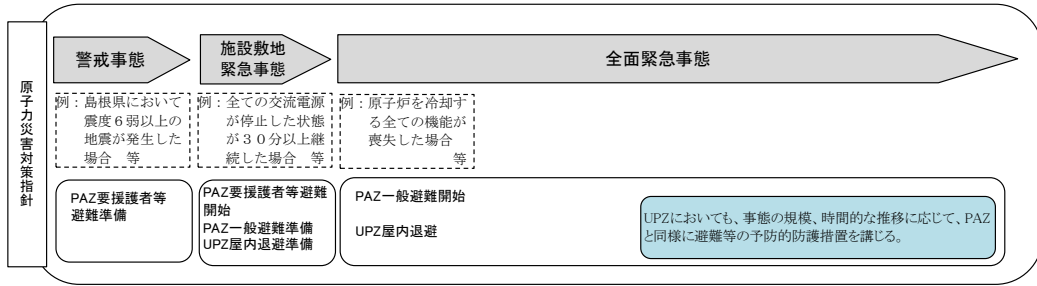 原子力災害対策指針
警戒事態
施設敷地
緊急事態
全面緊急事態
例：島根県において
震度６弱以上の
地震が発生した
場合　等
例：全ての交流電源
が停止した状態
が３０分以上継
続した場合　等
例：原子炉を冷却す
る全ての機能が
喪失した場合
等
PAZ要援護者等
避難準備
PAZ要援護者等避難
開始
PAZ一般避難準備
UPZ屋内退避準備
PAZ一般避難開始
UPZ屋内退避
UPZにおいても、事態の規模、時間的な推移に応じて、PAZ
と同様に避難等の予防的防護措置を講じる。